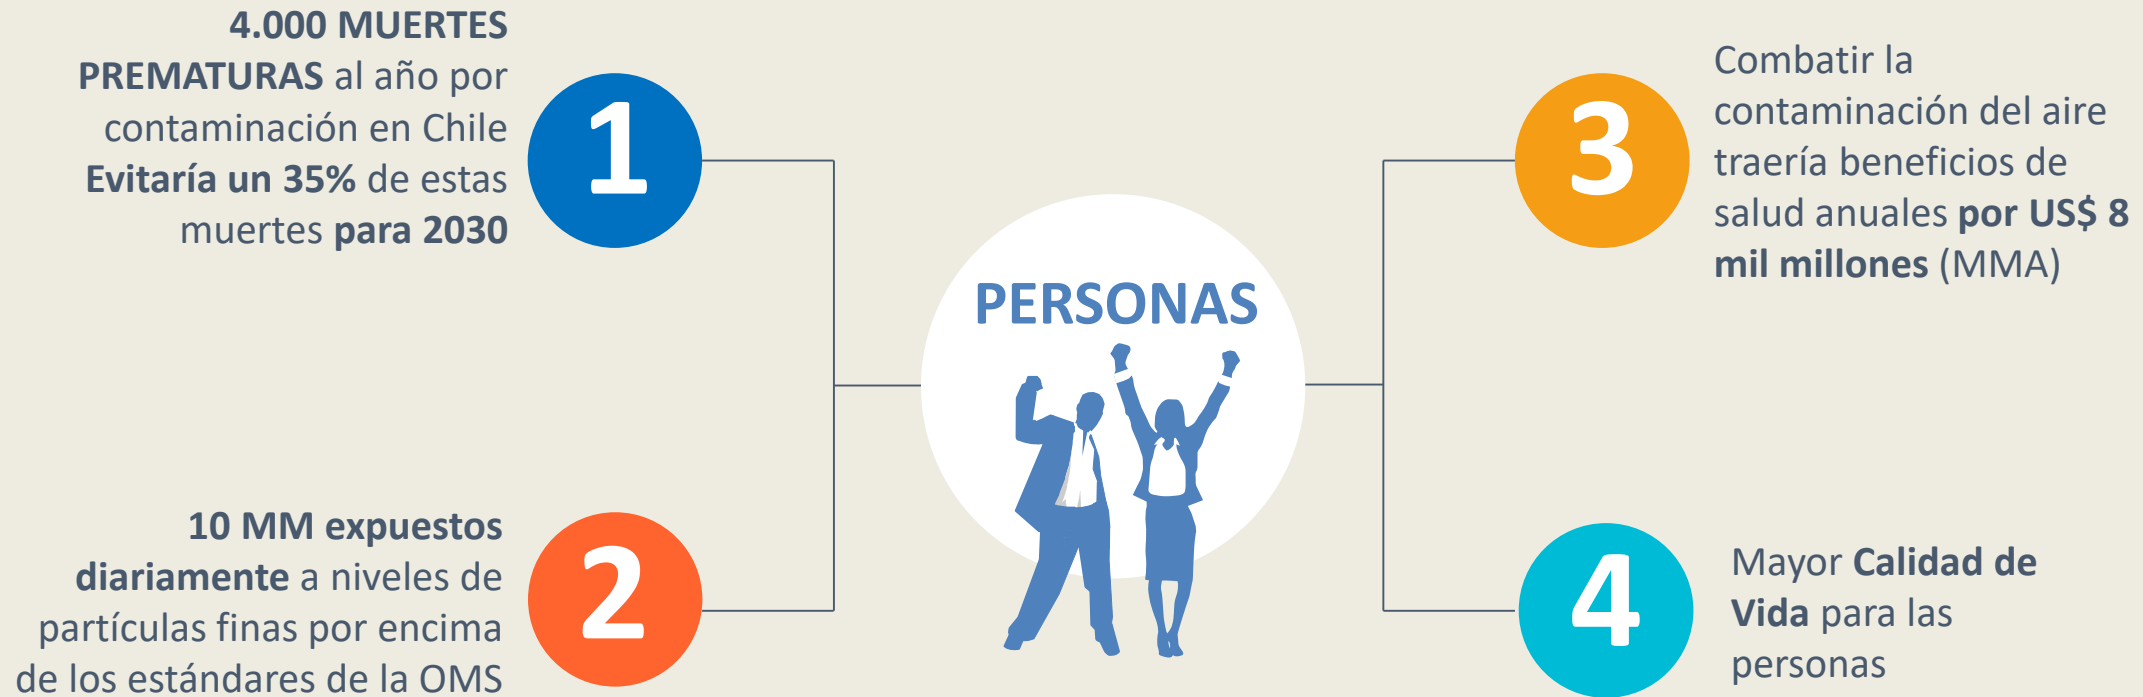 4.000 MUERTES
PREMATURAS al año por
contaminación en Chile
Evitaría un 35% de estas
muertes para 2030
1
10 MM expuestos
diariamente a niveles de
partículas finas por encima
de los estándares de la OMS
2
PERSONAS
3
Combatir la
contaminación del aire
traería beneficios de
salud anuales por US$ 8
mil millones (MMA)
4
Mayor Calidad de
Vida para las
personas